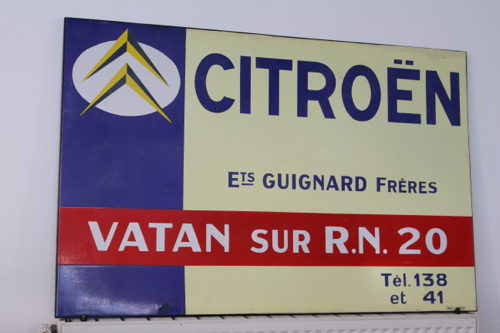 CITROËN
ETS GUIGNARD FRÈRES
VATAN SUR R.N. 20
Tél. 138
et 41